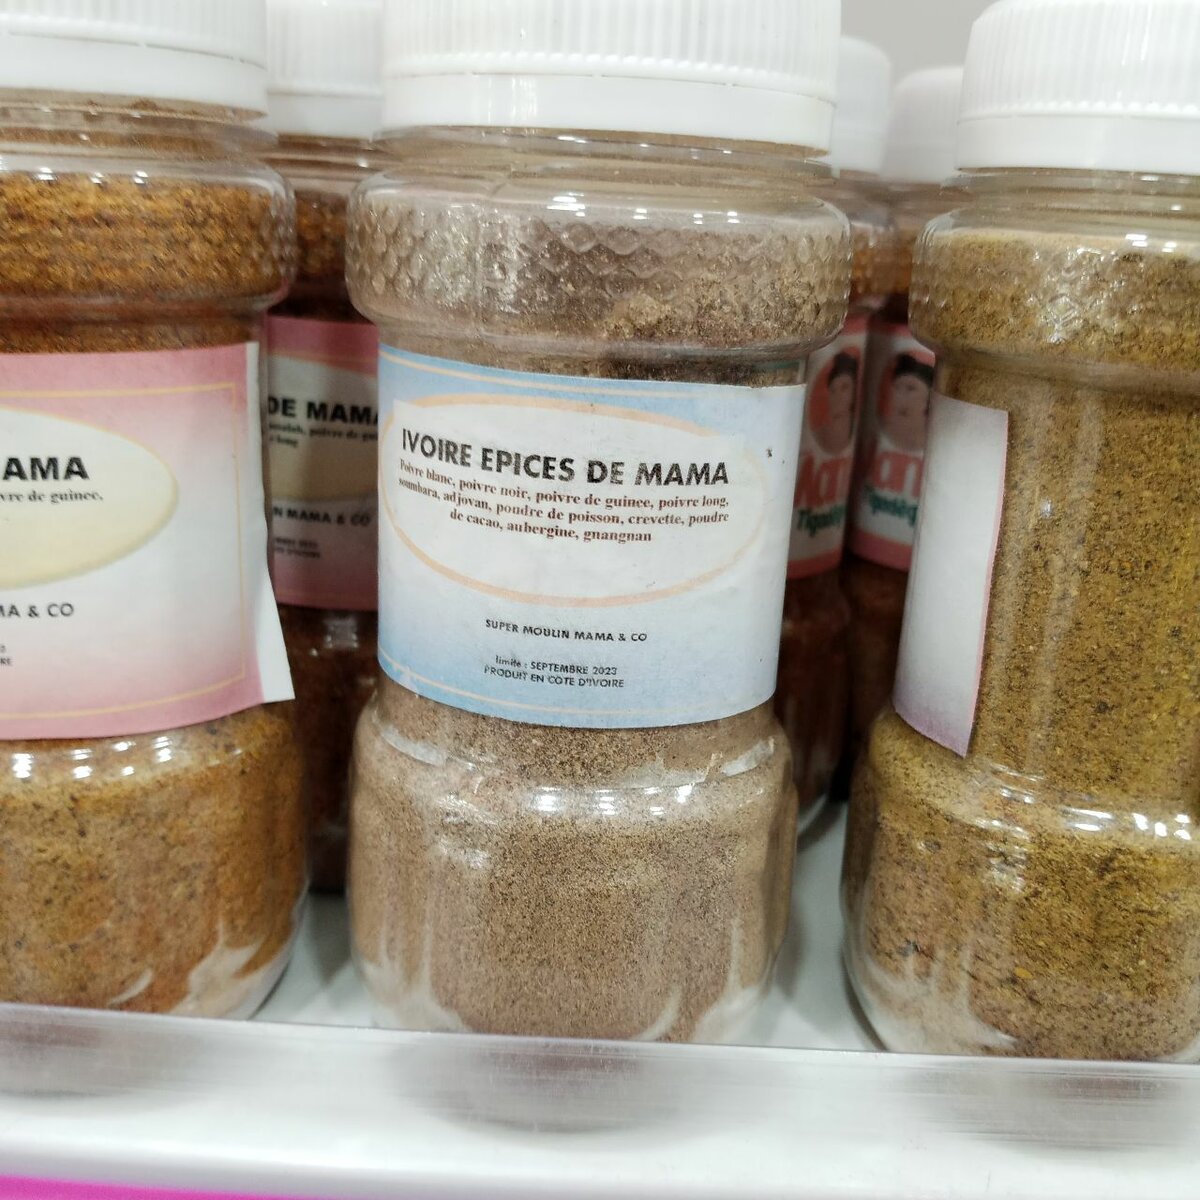 IVOIRE EPICES DE MAMA
Poivre blanc, poivre noir, poivre de guinee, poivre long,
soumbara, adjovan, poudre de poisson, crevette, poudre
de cacao, aubergine, gnangnan
SUPER MOULIN MAMA & CO
limite : SEPTEMBRE 2023
PRODUIT EN COTE D'IVOIRE
AMA
vre de guinee,
MA & CO
DE MAMA
N MAMA & CO